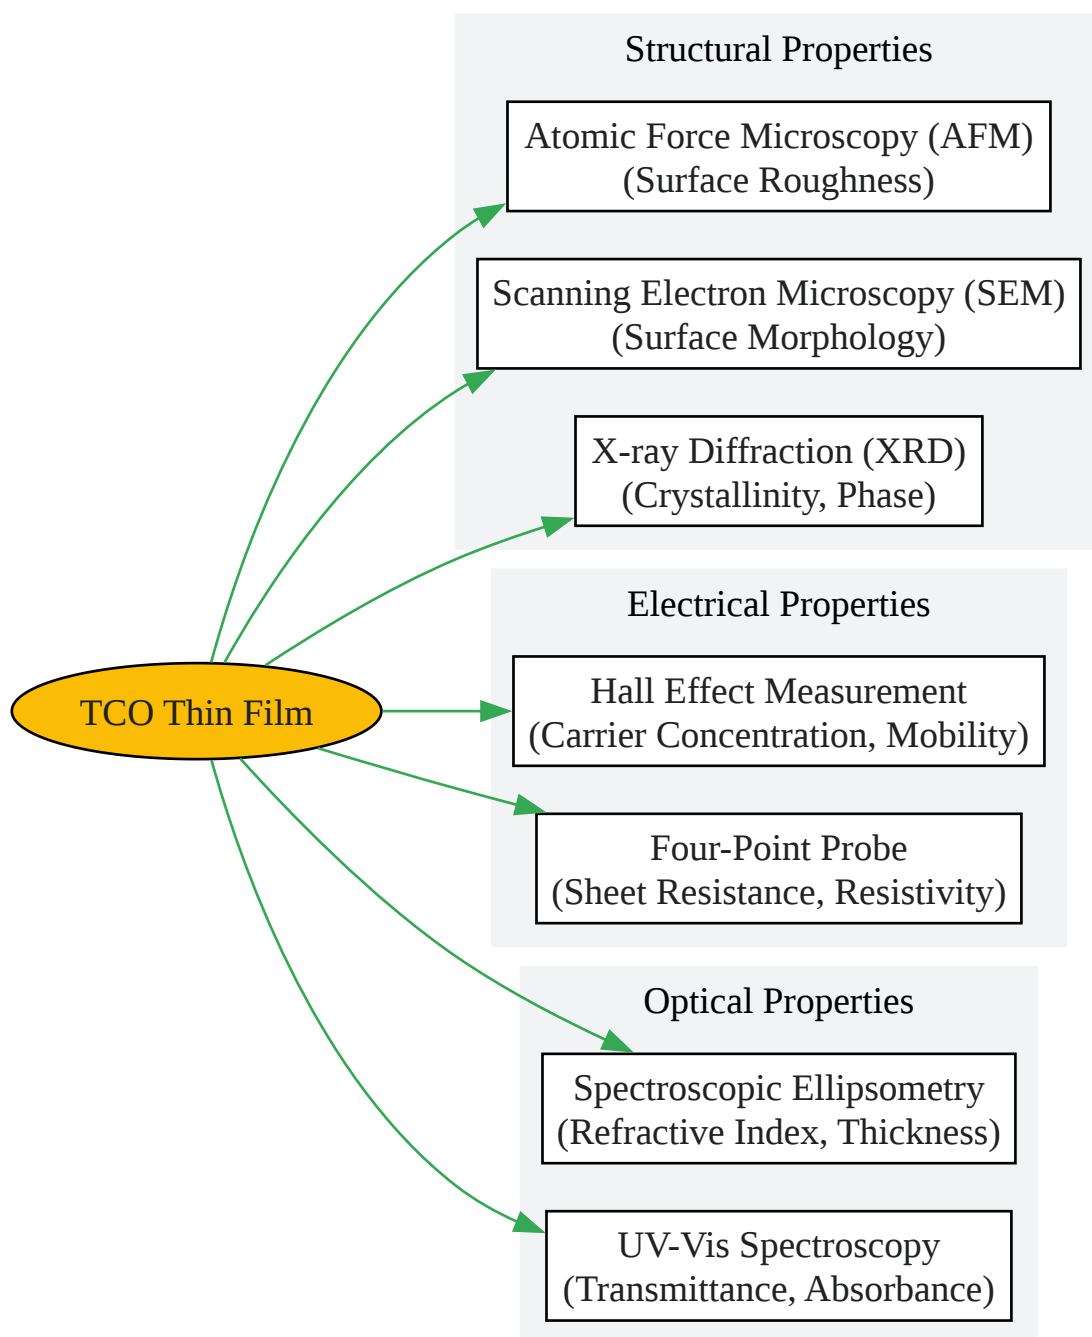 Structural Properties
Atomic Force Microscopy (AFM)
(Surface Roughness)
Scanning Electron Microscopy (SEM)
(Surface Morphology)
X-ray Diffraction (XRD)
(Crystallinity, Phase)
Electrical Properties
Hall Effect Measurement
(Carrier Concentration, Mobility)
TCO Thin Film
Four-Point Probe
(Sheet Resistance, Resistivity)
Optical Properties
Spectroscopic Ellipsometry
(Refractive Index, Thickness)
UV-Vis Spectroscopy
(Transmittance, Absorbance)